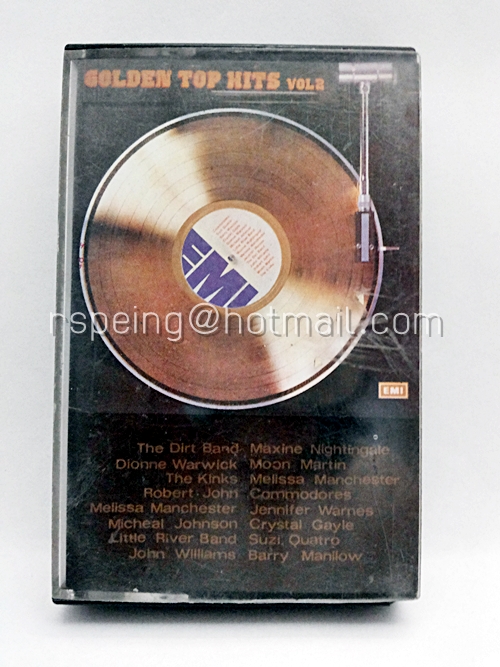 GOLDEN TOP HITS VOL2
EMI
rspeing@hotmail.com
EMI
The Dirt Band Maxine Nightingale
Dionne Warwick Moon Martin
The Kinks Melissa Manchester
Robert John Commodores
Melissa Manchester Jennifer Warnes
Micheal Johnson Crystal Gayle
Little River Band Suzi Quatro
John Williams Barry Manilow